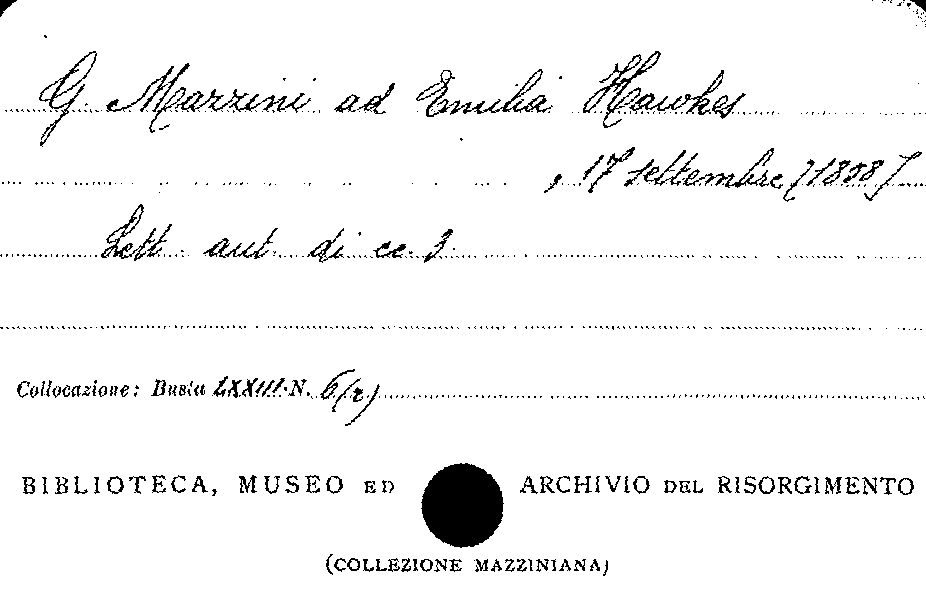 G. Mazzini ad Emilia Hawkes
, 17 settembre [1858]
Lett. aut. di cc. 3.
Collocazione: Busta LXXIII N. 6(2)
BIBLIOTECA, MUSEO ED ARCHIVIO DEL RISORGIMENTO
(COLLEZIONE MAZZINIANA)